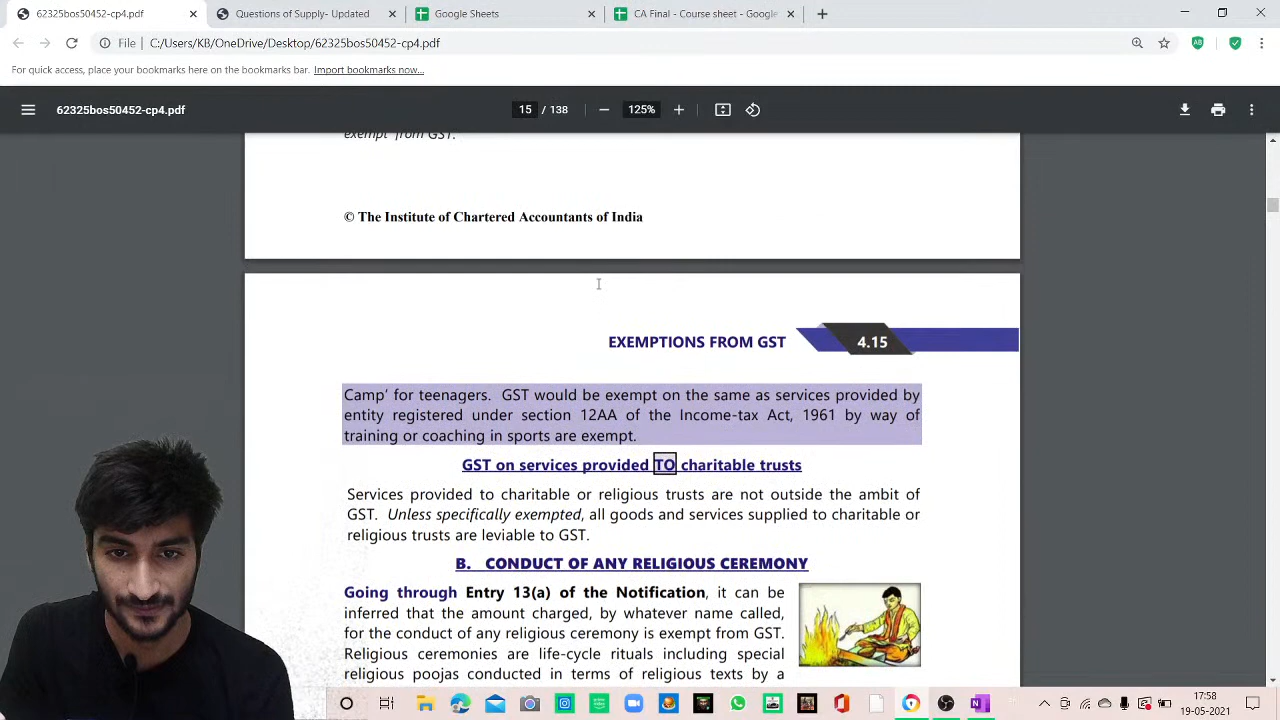 62325bos50452-cp4.pdf
Questions of Supply- Updated
Google Sheets
CA Final - Course sheet - Google
File
C:/Users/KB/OneDrive/Desktop/62325bos50452-cp4.pdf
For quick access, place your bookmarks here on the bookmarks bar. Import bookmarks now...
62325bos50452-cp4.pdf
15 / 138
125%
exempt from GST.
© The Institute of Chartered Accountants of India
EXEMPTIONS FROM GST
4.15
Camp' for teenagers. GST would be exempt on the same as services provided by
entity registered under section 12AA of the Income-tax Act, 1961 by way of
training or coaching in sports are exempt.
GST on services provided TO charitable trusts
Services provided to charitable or religious trusts are not outside the ambit of
GST. Unless specifically exempted, all goods and services supplied to charitable or
religious trusts are leviable to GST.
B. CONDUCT OF ANY RELIGIOUS CEREMONY
Going through Entry 13(a) of the Notification, it can be
inferred that the amount charged, by whatever name called,
for the conduct of any religious ceremony is exempt from GST.
Religious ceremonies are life-cycle rituals including special
religious poojas conducted in terms of religious texts by a
17:58
19-05-2021